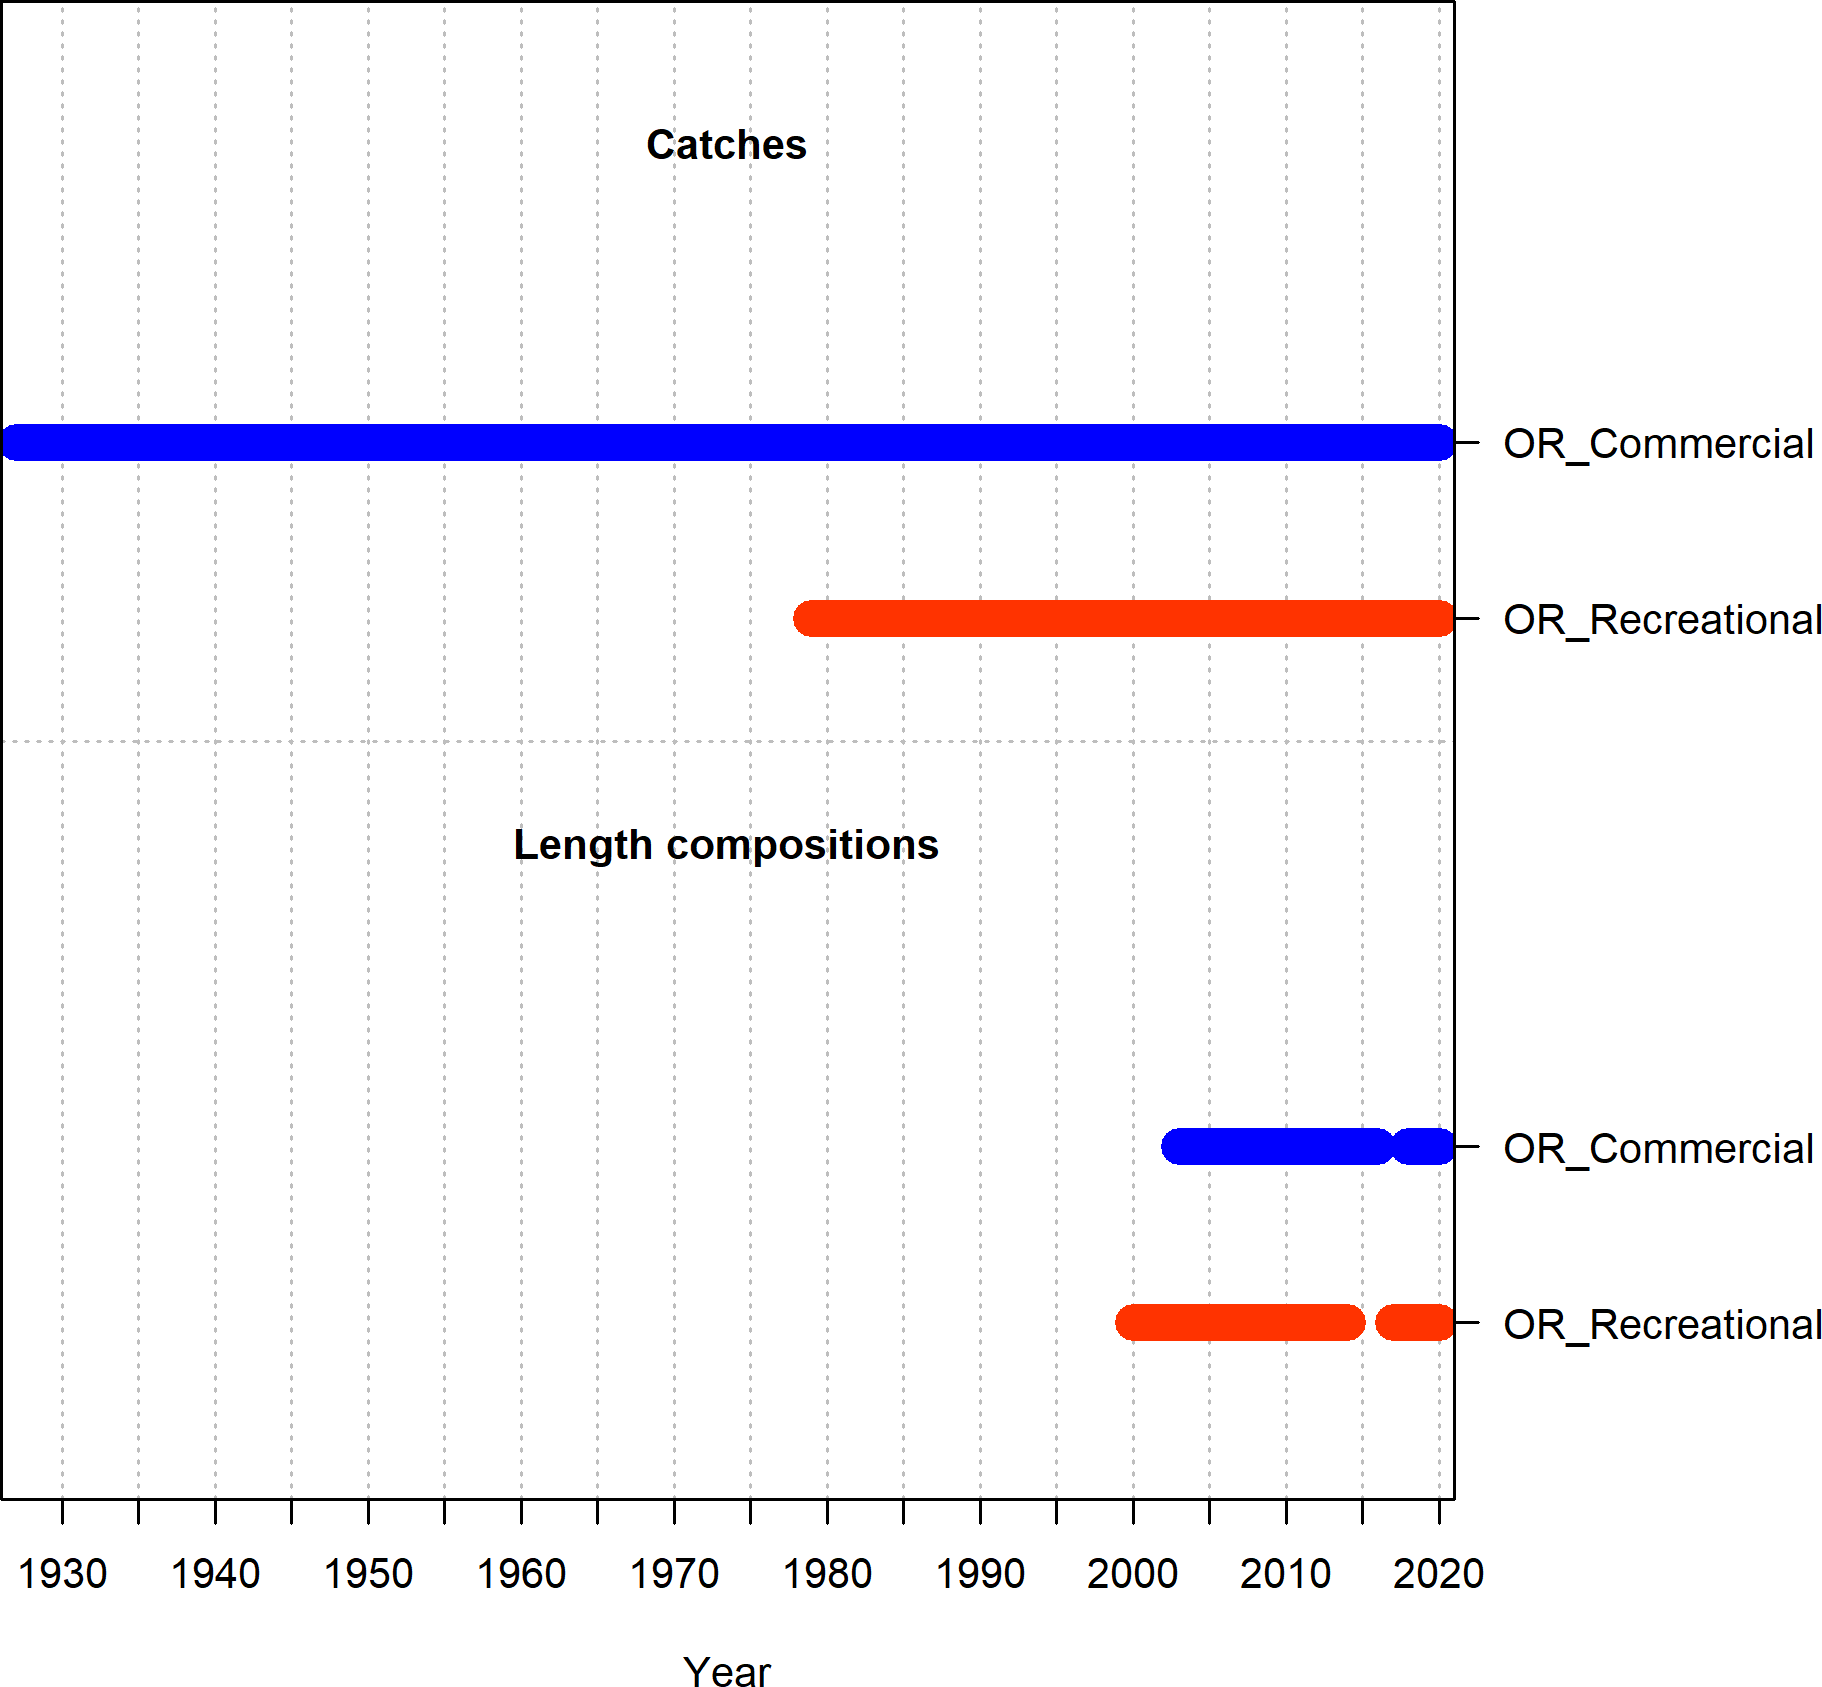 Catches
OR_Commercial
OR_Recreational
Length compositions
OR_Commercial
OR_Recreational
1930 1940 1950 1960 1970 1980 1990 2000 2010 2020
Year